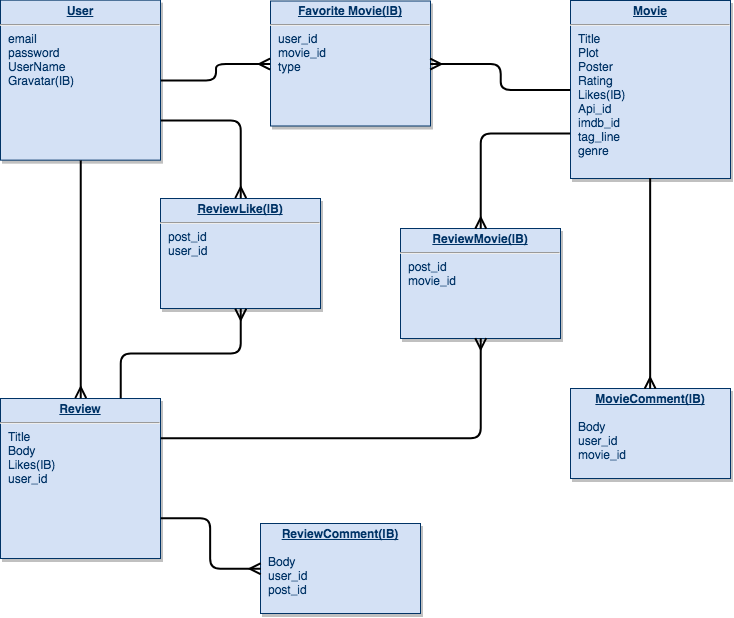 User
email
password
UserName
Gravatar(IB)
Favorite Movie(IB)
user_id
movie_id
type
Movie
Title
Plot
Poster
Rating
Likes(IB)
Api_id
imdb_id
tag_line
genre
ReviewLike(IB)
post_id
user_id
ReviewMovie(IB)
post_id
movie_id
Review
Title
Body
Likes(IB)
user_id
MovieComment(IB)
Body
user_id
movie_id
ReviewComment(IB)
Body
user_id
post_id